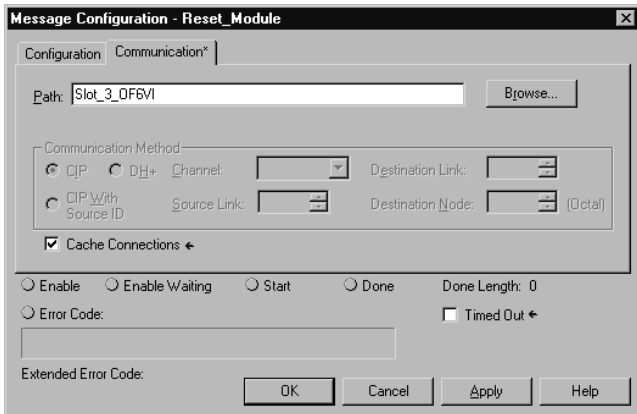 Message Configuration - Reset_Module
Configuration Communication*
Path: Slot_3_OF6VI Browse...
Communication Method
CIP DH+ Channel: Destination Link:
CIP With
Source ID Source Link: Destination Node: (Octal)
Cache Connections ←
Enable Enable Waiting Start Done Done Length: 0
Error Code: Timed Out ←
Extended Error Code:
OK Cancel Apply Help